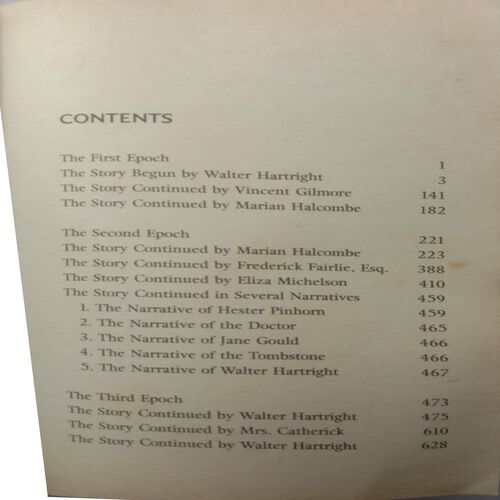 CONTENTS
The First Epoch 1
The Story Begun by Walter Hartright 3
The Story Continued by Vincent Gilmore 141
The Story Continued by Marian Halcombe 182
The Second Epoch 221
The Story Continued by Marian Halcombe 223
The Story Continued by Frederick Fairlie, Esq. 388
The Story Continued by Eliza Michelson 410
The Story Continued in Several Narratives 459
1. The Narrative of Hester Pinhorn 459
2. The Narrative of the Doctor 465
3. The Narrative of Jane Gould 466
4. The Narrative of the Tombstone 466
5. The Narrative of Walter Hartright 467
The Third Epoch 473
The Story Continued by Walter Hartright 475
The Story Continued by Mrs. Catherick 610
The Story Continued by Walter Hartright 628